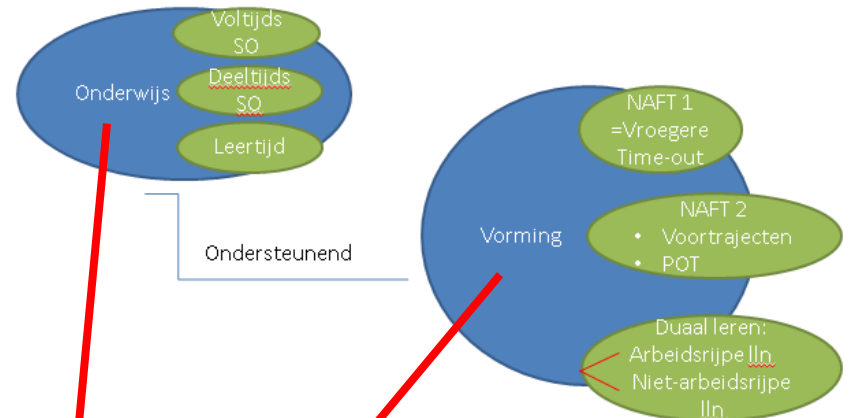 Voltijds
SO
Onderwijs
Deeltijds
SO
Leertijd
Ondersteunend
Vorming
NAFT 1
=Vroegere
Time-out
NAFT 2
• Voortrajecten
• POT
Duaal leren:
Arbeidsrijpe lln
Niet-arbeidsrijpe
lln